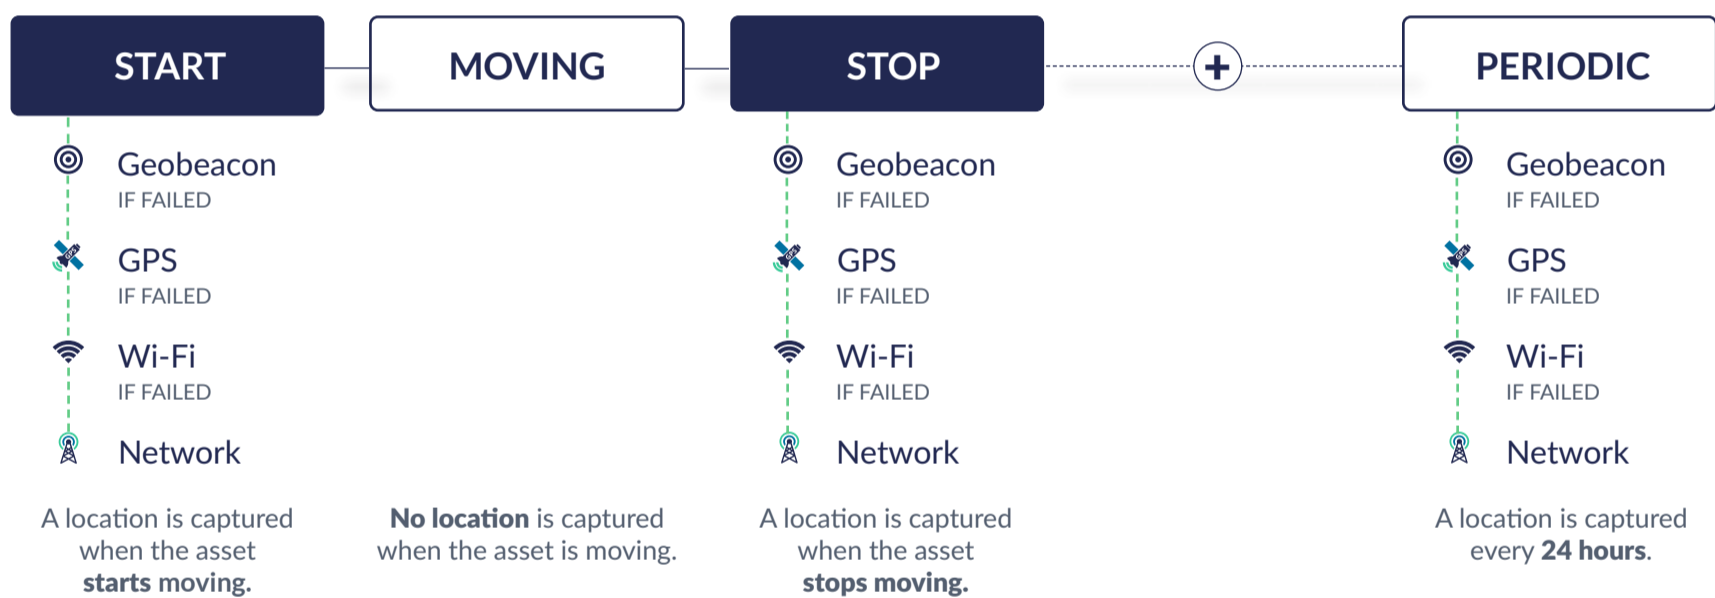 START
MOVING
STOP
+
PERIODIC
Geobeacon
IF FAILED
GPS
GPS
IF FAILED
Wi-Fi
IF FAILED
Network
A location is captured
when the asset
starts moving.
No location is captured
when the asset is moving.
Geobeacon
IF FAILED
GPS
GPS
IF FAILED
Wi-Fi
IF FAILED
Network
A location is captured
when the asset
stops moving.
Geobeacon
IF FAILED
GPS
GPS
IF FAILED
Wi-Fi
IF FAILED
Network
A location is captured
every 24 hours.